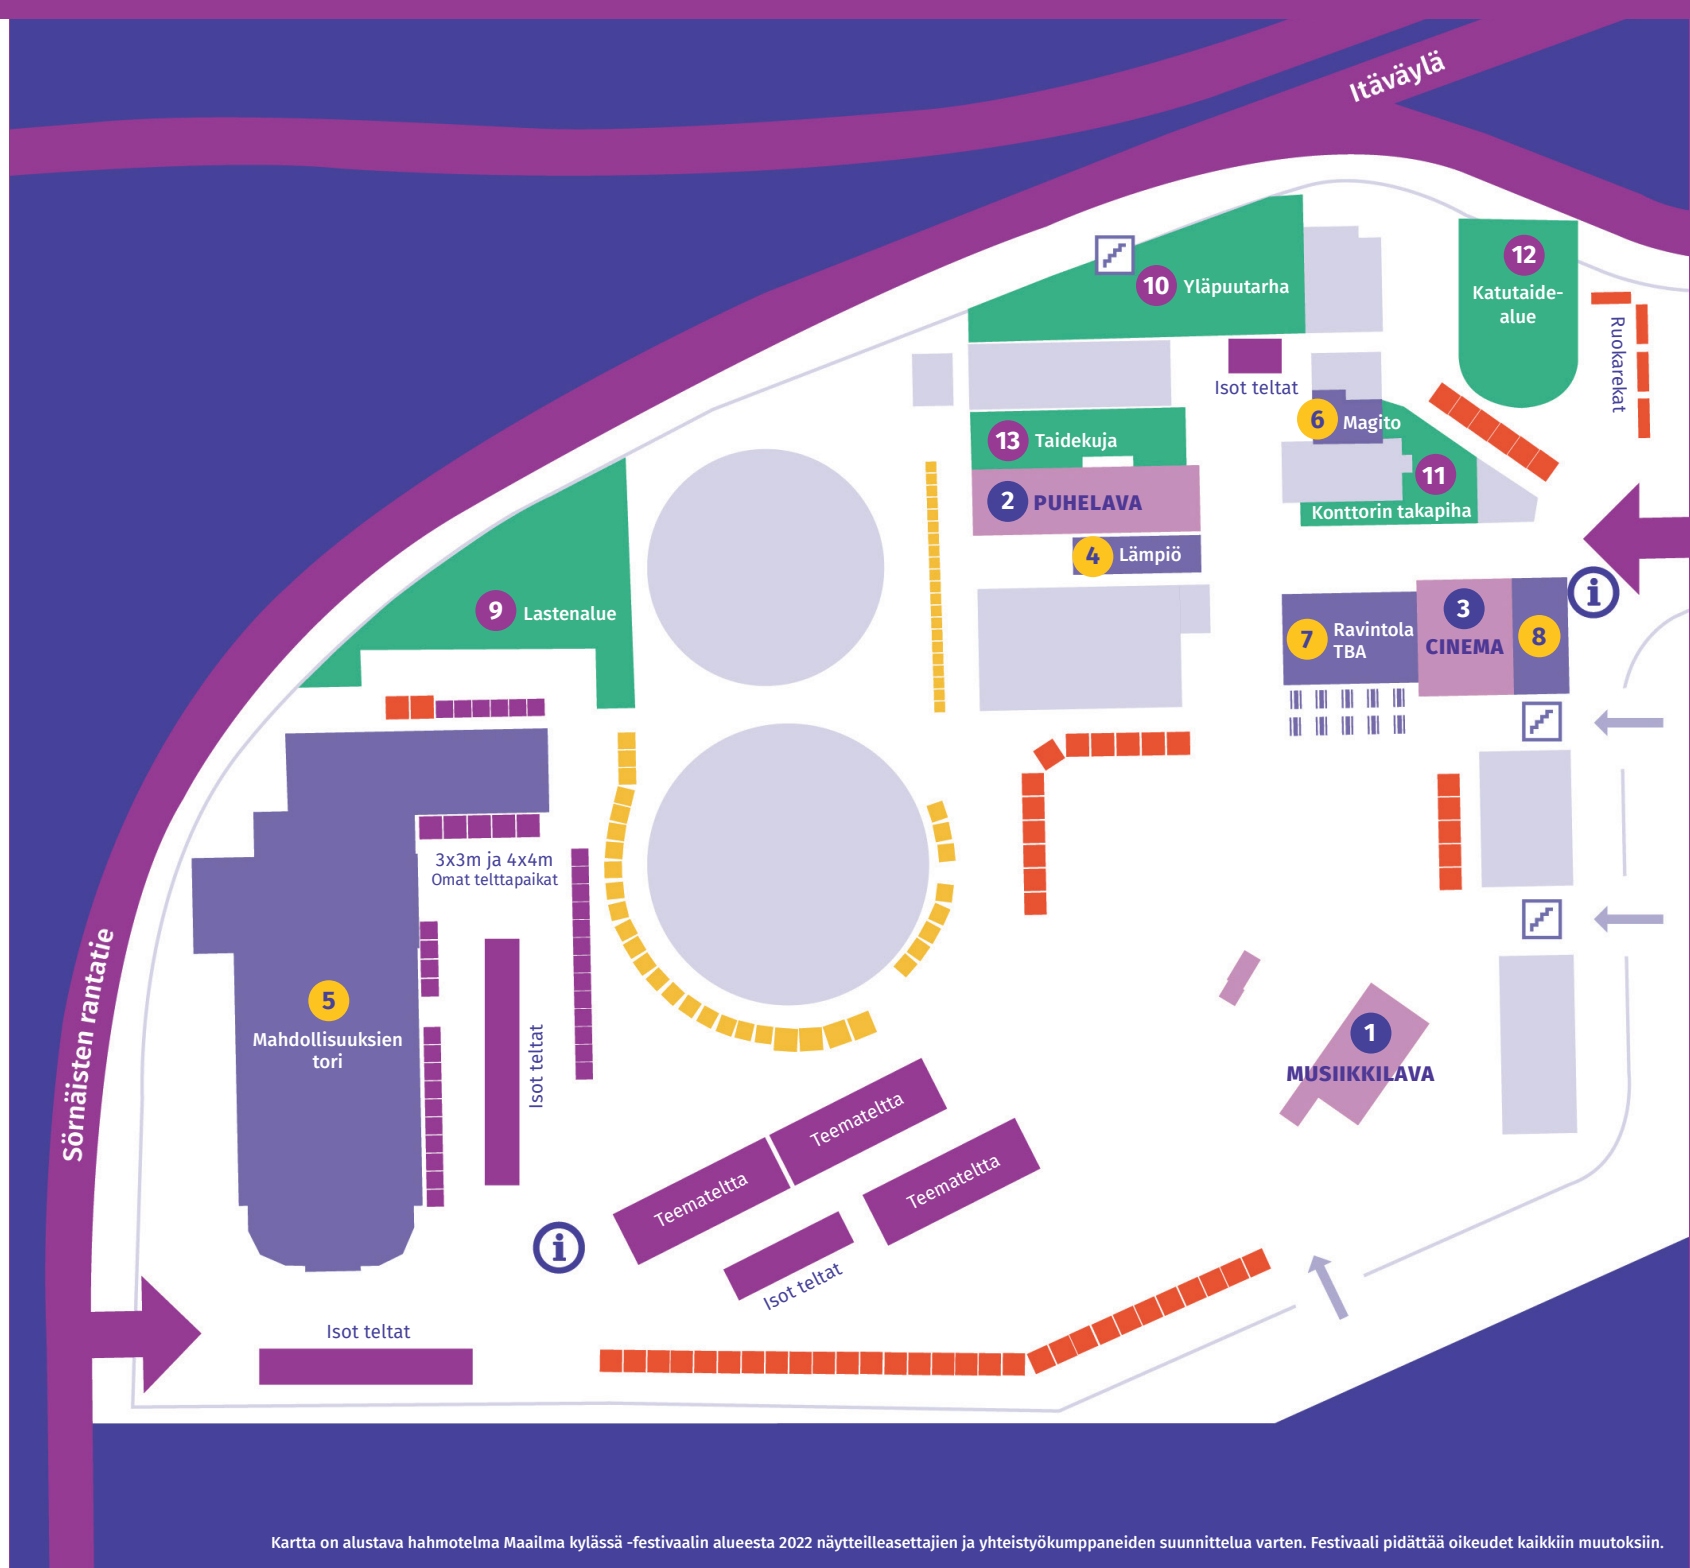 Itäväylä
12
Katutaide-
alue
10 Yläpuutarha
Ruokarekat
Isot teltat
6 Magito
13 Taidekuja
11
Konttorin takapiha
2 PUHELAVA
4 Lämpiö
9 Lastenalue
7 Ravintola
TBA
3
CINEMA
8
i
3x3m ja 4x4m
Omat telttapaikat
Sörnäisten rantatie
5
Mahdollisuuksien
tori
Isot teltat
1
MUSIIKKILAVA
Teemateltta
Teemateltta
Teemateltta
i
Isot teltat
Isot teltat
Kartta on alustava hahmotelma Maailma kylässä -festivaalin alueesta 2022 näytteilleasettajien ja yhteistyökumppaneiden suunnittelua varten. Festivaali pidättää oikeudet kaikkiin muutoksiin.